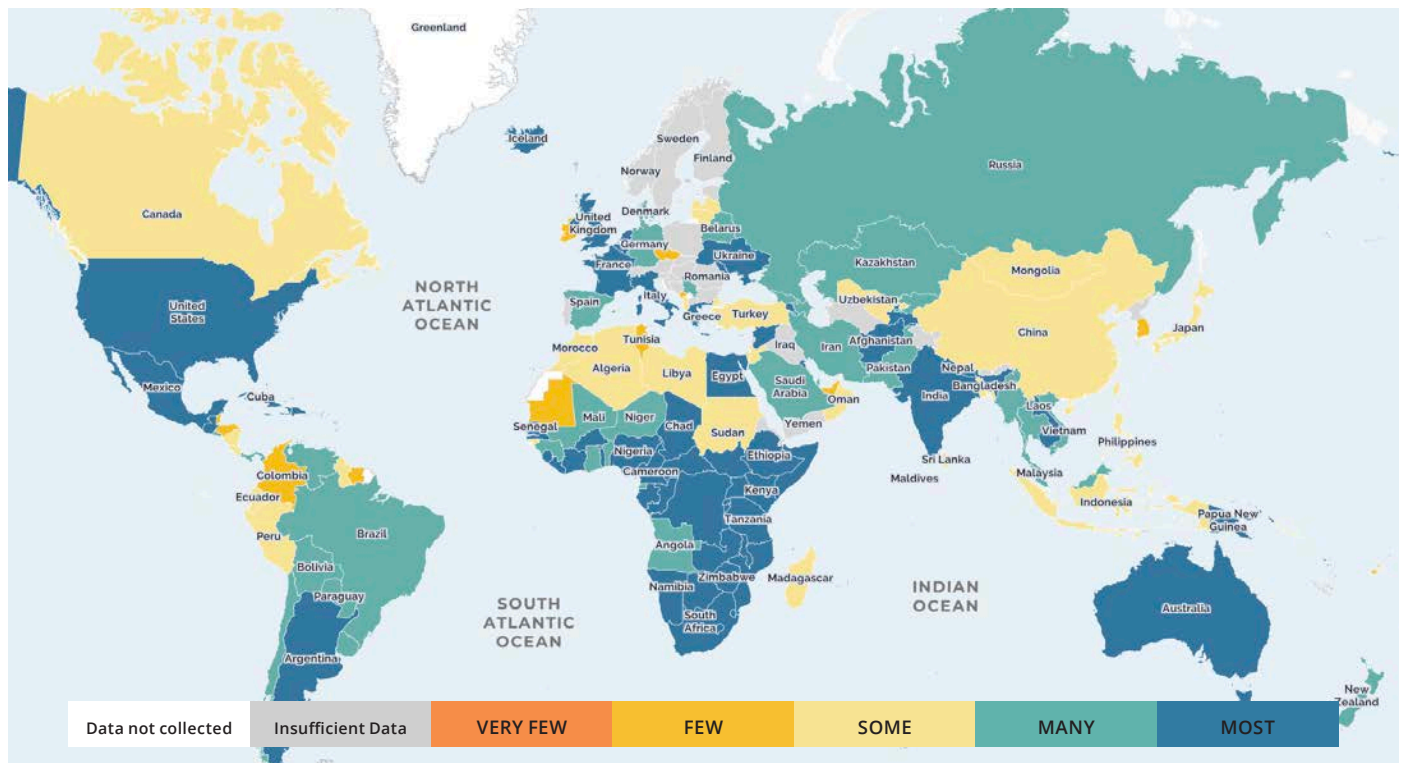 Greenland
Iceland
Sweden
Finland
Norway
Russia
Canada
United
Kingdom
Denmark
Belarus
Germany
Ukraine
France
Kazakhstan
Romania
Mongolia
NORTH
ATLANTIC
OCEAN
United
States
Spain
Italy
Greece
Turkey
Uzbekistan
China
Japan
Morocco
Tunisia
Iraq
Iran
Afghanistan
Algeria
Libya
Egypt
Pakistan
Nepal
Mexico
Cuba
Saudi
Arabia
Oman
India
Bangladesh
Laos
Senegal
Mali
Niger
Chad
Sudan
Yemen
Vietnam
Philippines
Colombia
Nigeria
Ethiopia
Sri Lanka
Cameroon
Maldives
Malaysia
Ecuador
Kenya
Indonesia
Peru
Brazil
Tanzania
Papua New
Guinea
Angola
Bolivia
Zimbabwe
Madagascar
Paraguay
Namibia
INDIAN
OCEAN
SOUTH
ATLANTIC
OCEAN
South
Africa
Australia
Argentina
New
Zealand
Data not collected
Insufficient Data
VERY FEW
FEW
SOME
MANY
MOST